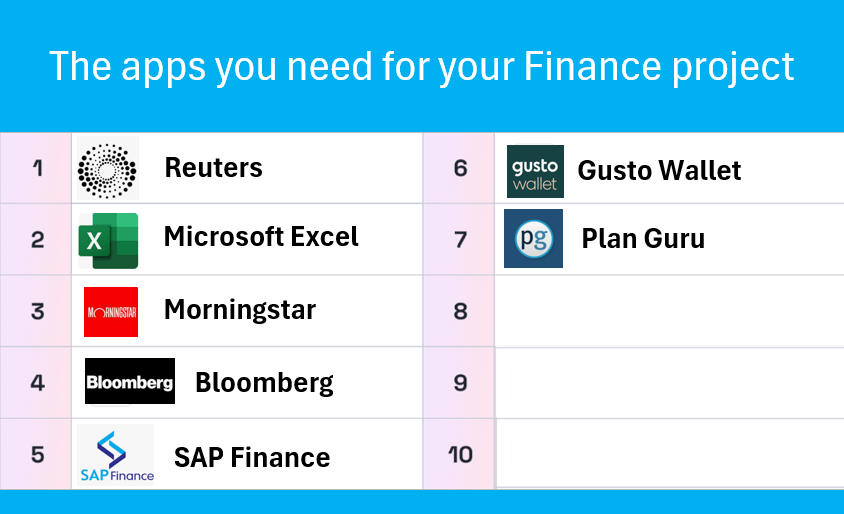 The apps you need for your Finance project
1 Reuters
2 X Microsoft Excel
3 MORNINGSTAR Morningstar
4 Bloomberg Bloomberg
5 SAP Finance SAP Finance
6 gusto wallet Gusto Wallet
7 pg Plan Guru
8
9
10